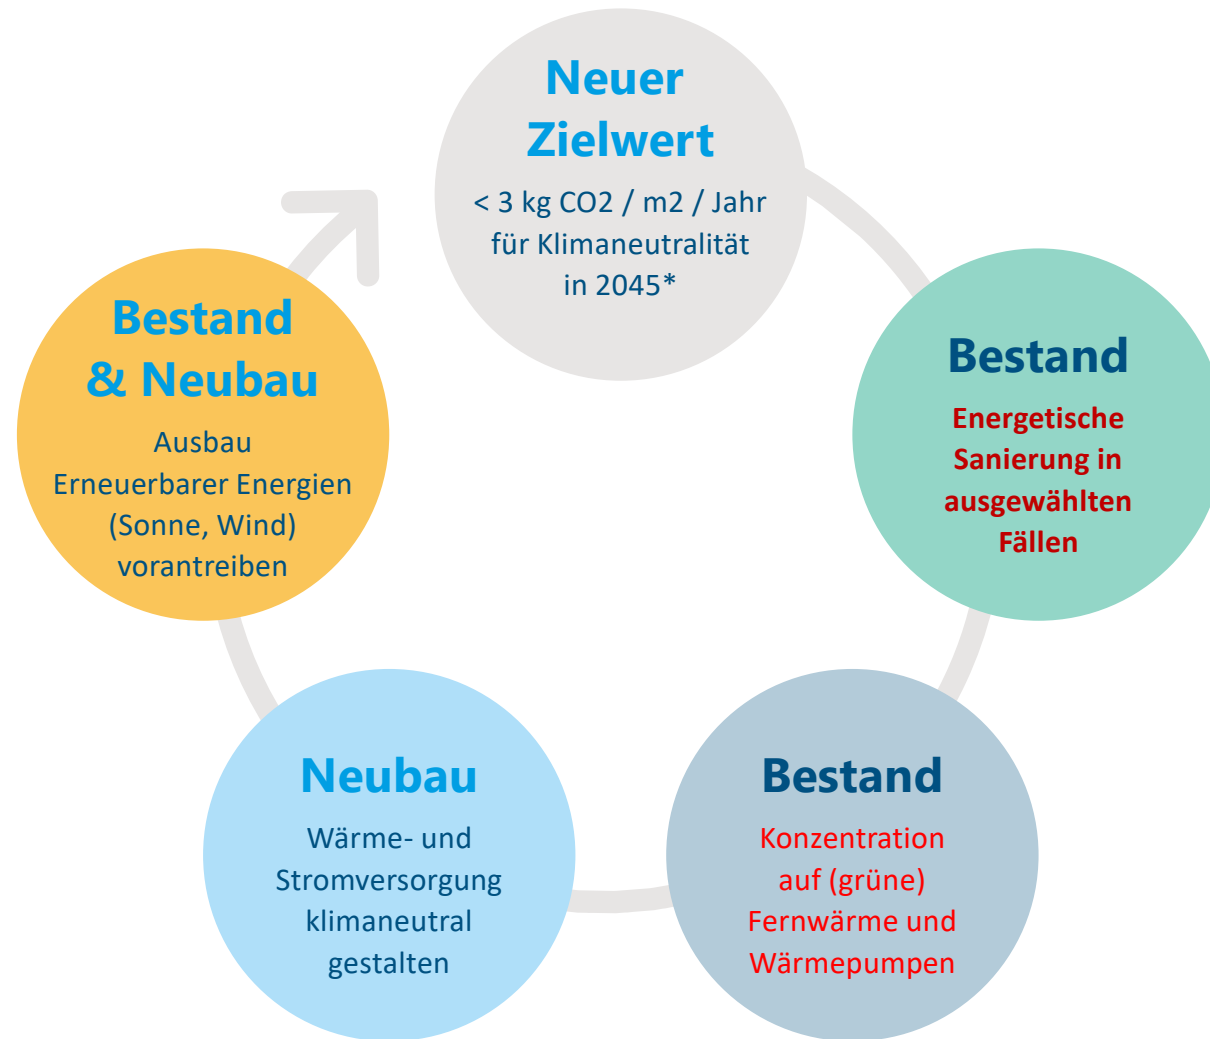 Neuer
Zielwert
< 3 kg CO2 / m2 / Jahr
für Klimaneutralität
in 2045*
Bestand
Energetische
Sanierung in
ausgewählten
Fällen
Bestand
Konzentration
auf (grüne)
Fernwärme und
Wärmepumpen
Neubau
Wärme- und
Stromversorgung
klimaneutral
gestalten
Bestand
& Neubau
Ausbau
Erneuerbarer Energien
(Sonne, Wind)
vorantreiben